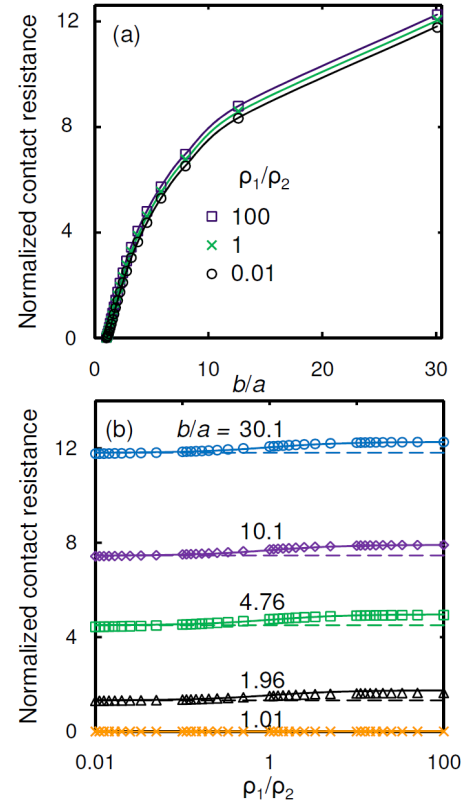 (a)
Normalized contact resistance
12
8
4
0
ρ₁/ρ₂
100
1
0.01
0 10 20 30
b/a
(b)
b/a = 30.1
Normalized contact resistance
12
10.1
8
4.76
4
1.96
1.01
0
0.01 1 100
ρ₁/ρ₂